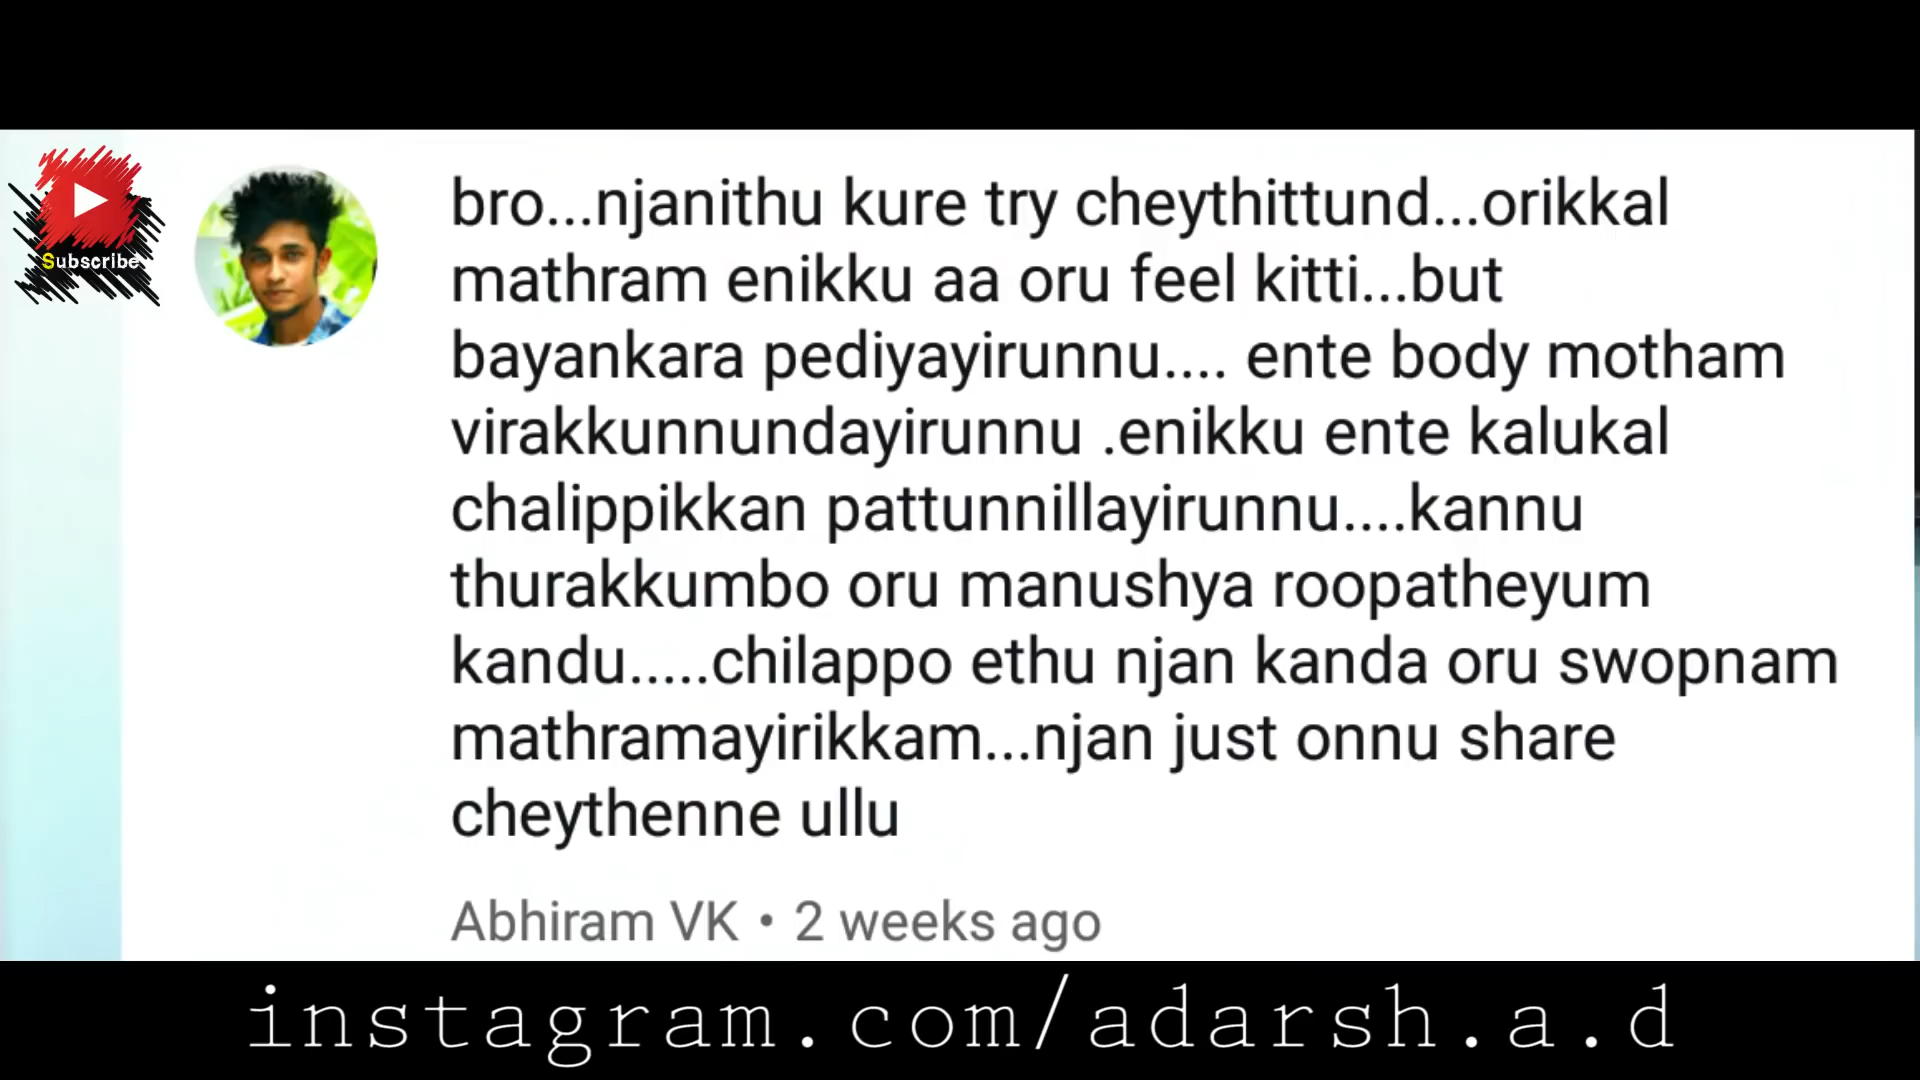 Subscribe
bro...njanithu kure try cheythittund...orikkal
mathram enikku aa oru feel kitti...but
bayankara pediyayirunnu.... ente body motham
virakkunnundayirunnu .enikku ente kalukal
chalippikkan pattunnillayirunnu....kannu
thurakkumbo oru manushya roopatheyum
kandu.....chilappo ethu njan kanda oru swopnam
mathramayirikkam...njan just onnu share
cheythenne ullu
Abhiram VK • 2 weeks ago
instagram.com/adarsh.a.d